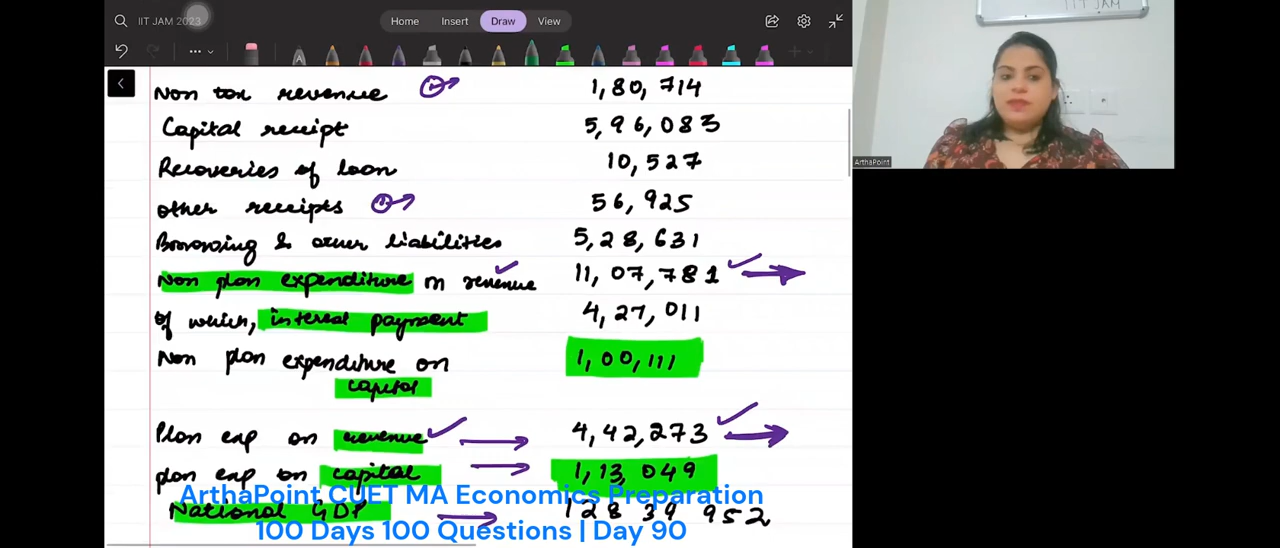 IIT JAM 2023
Home Insert Draw View
IIT JAM
Non tax revenue 1,80,714
Capital receipt 5,96,083
Recoveries of loan 10,527
other receipts 56,925
Borrowing & other liabilities 5,28,631
Non plan expenditure on revenue 11,07,781
of which, interest payment 4,27,011
Non plan expenditure on 1,00,111
capital
Plan exp on revenue 4,42,273
plan exp on capital 1,13,049
National GDP 128 39 952
ArthaPoint
ArthaPoint CUET MA Economics Preparation
100 Days 100 Questions | Day 90